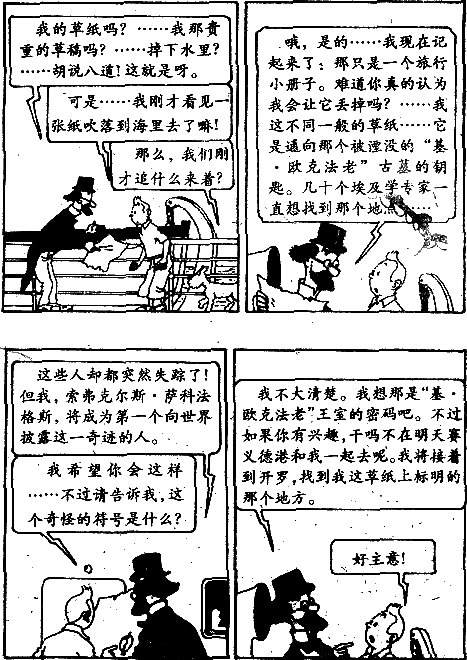 我的草纸吗？……我那贵
重的草稿吗？……掉下水里？
……胡说八道！这就是呀。
可是……我刚才看见一
张纸吹落到海里去了嘛！
那么，我们刚
才追什么来着？
哦，是的……我现在记
起来了：那只是一个旅行
小册子。难道你真的认为
我会让它丢掉吗？……我
这不同一般的草纸……它
是通向那个被湮没的“基
·欧克法老”古墓的钥
匙。几十个埃及学专家一
直想找到那个地点……
这些人却都突然失踪了！
但我，索弗克尔斯·萨科法
格斯，将成为第一个向世界
披露这一奇迹的人。
我希望你会这样
……不过请告诉我，这
个奇怪的符号是什么？
我不大清楚。我想那是“基·
欧克法老”王室的密码吧。不过
如果你有兴趣，干吗不在明天赛
义德港和我一起去呢。我将接着
到开罗，找到我这草纸上标明的
那个地方。
好主意！